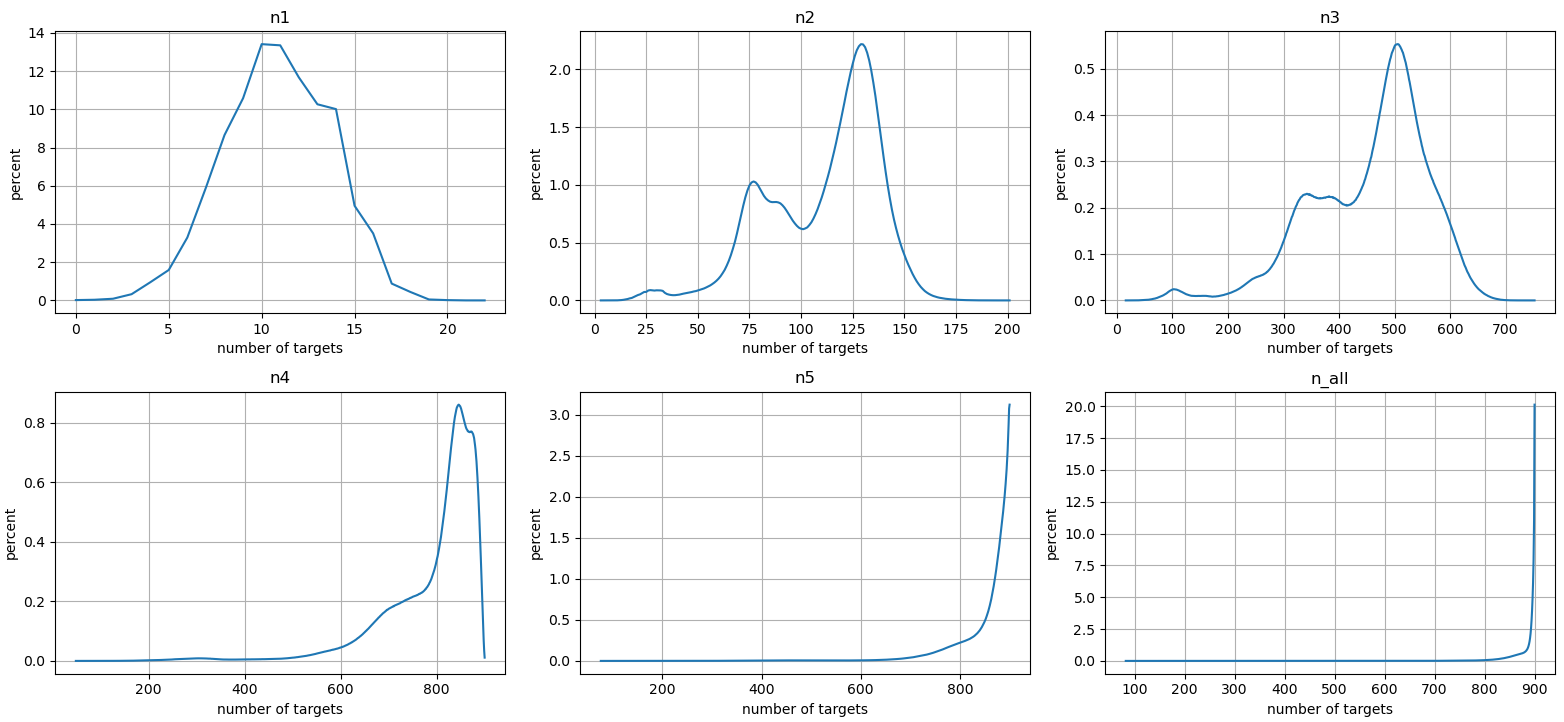 n1
14
12
10
8
6
4
2
0
percent
0 5 10 15 20
number of targets
n2
2.0
1.5
1.0
0.5
0.0
percent
0 25 50 75 100 125 150 175 200
number of targets
n3
0.5
0.4
0.3
0.2
0.1
0.0
percent
0 100 200 300 400 500 600 700
number of targets
n4
0.8
0.6
0.4
0.2
0.0
percent
200 400 600 800
number of targets
n5
3.0
2.5
2.0
1.5
1.0
0.5
0.0
percent
200 400 600 800
number of targets
n_all
20.0
17.5
15.0
12.5
10.0
7.5
5.0
2.5
0.0
percent
100 200 300 400 500 600 700 800 900
number of targets